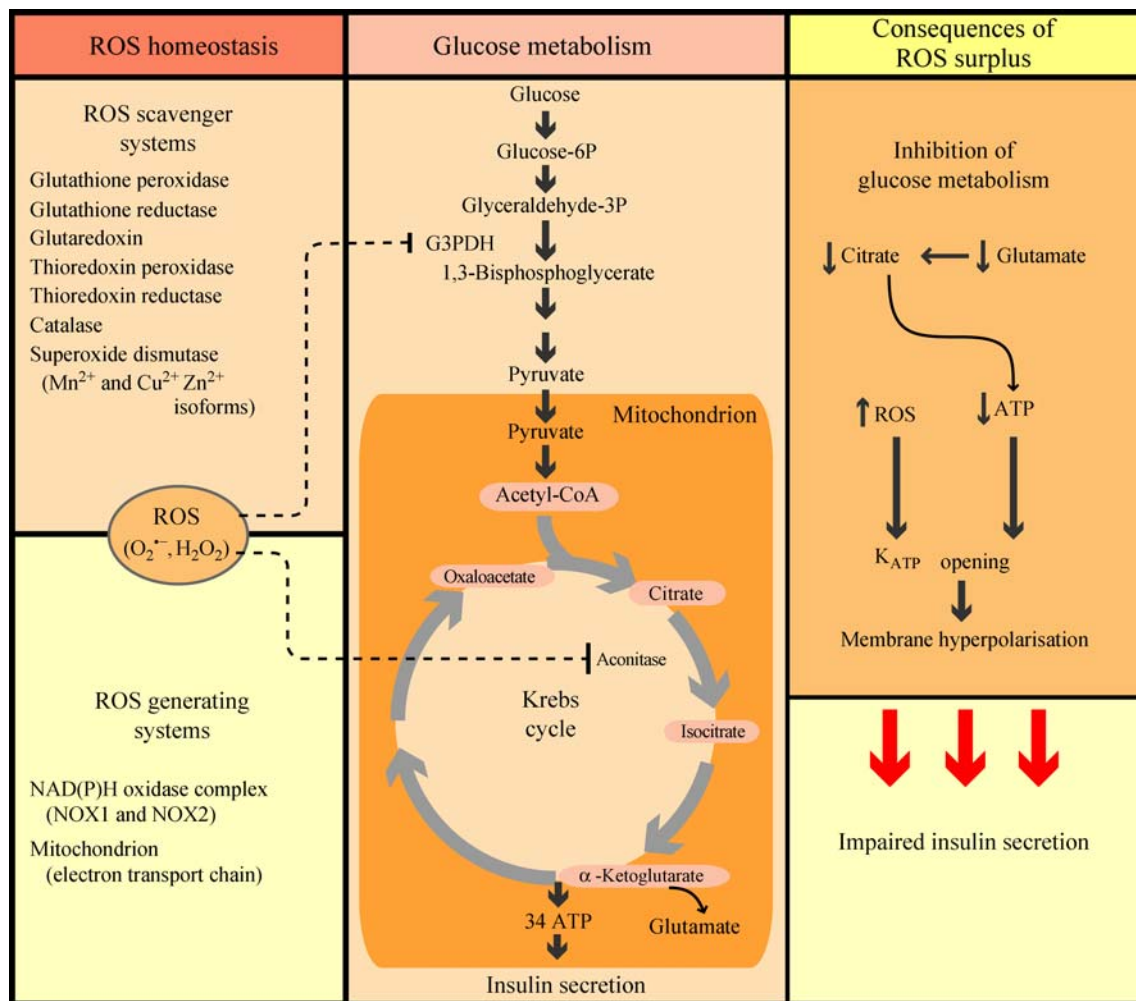 ROS homeostasis
ROS scavenger
systems
Glutathione peroxidase
Glutathione reductase
Glutaredoxin
Thioredoxin peroxidase
Thioredoxin reductase
Catalase
Superoxide dismutase
(Mn²⁺ and Cu²⁺ Zn²⁺
isoforms)
ROS
(O₂•⁻, H₂O₂)
ROS generating
systems
NAD(P)H oxidase complex
(NOX1 and NOX2)
Mitochondrion
(electron transport chain)
Glucose metabolism
Glucose
Glucose-6P
Glyceraldehyde-3P
G3PDH
1,3-Bisphosphoglycerate
Pyruvate
Mitochondrion
Pyruvate
Acetyl-CoA
Oxaloacetate
Citrate
Aconitase
Krebs
cycle
Isocitrate
α -Ketoglutarate
34 ATP
Glutamate
Insulin secretion
Consequences of
ROS surplus
Inhibition of
glucose metabolism
↓ Citrate ← ↓ Glutamate
↑ ROS ↓ ATP
K_ATP opening
Membrane hyperpolarisation
Impaired insulin secretion